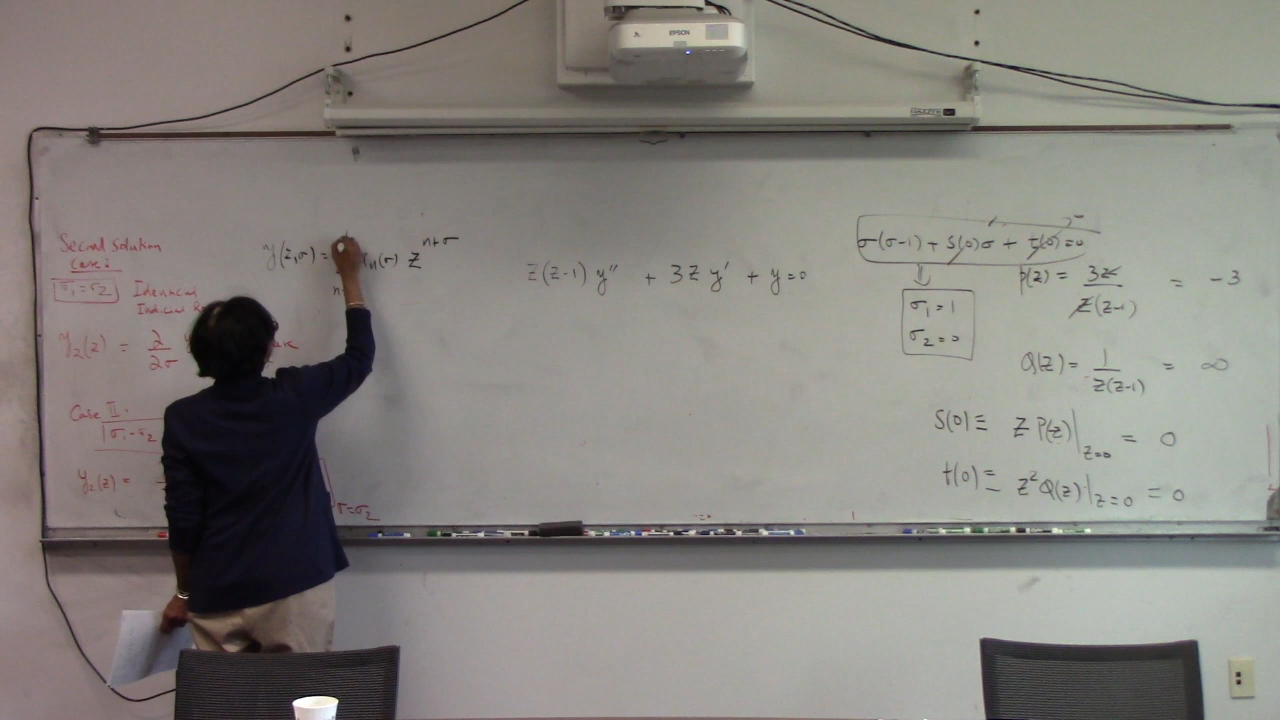 EPSON
Second Solution
Case I
σ₁ = σ₂ Identical
Indicial
y₂(z) = ∂/∂σ
Case II.
|σ₁ - σ₂
y₂(z) =
σ=σ₂
y(z,σ) = (σ) z^(n+σ)
z(z-1) y'' + 3z y' + y = 0
σ(σ-1) + S(0)σ + t(0) = 0
⇓
σ₁ = 1
σ₂ = 0
P(z) = 3z/z(z-1) = -3
Q(z) = 1/z(z-1) = ∞
S(0) ≡ z P(z)|z=0 = 0
t(0) ≡ z² Q(z)|z=0 = 0